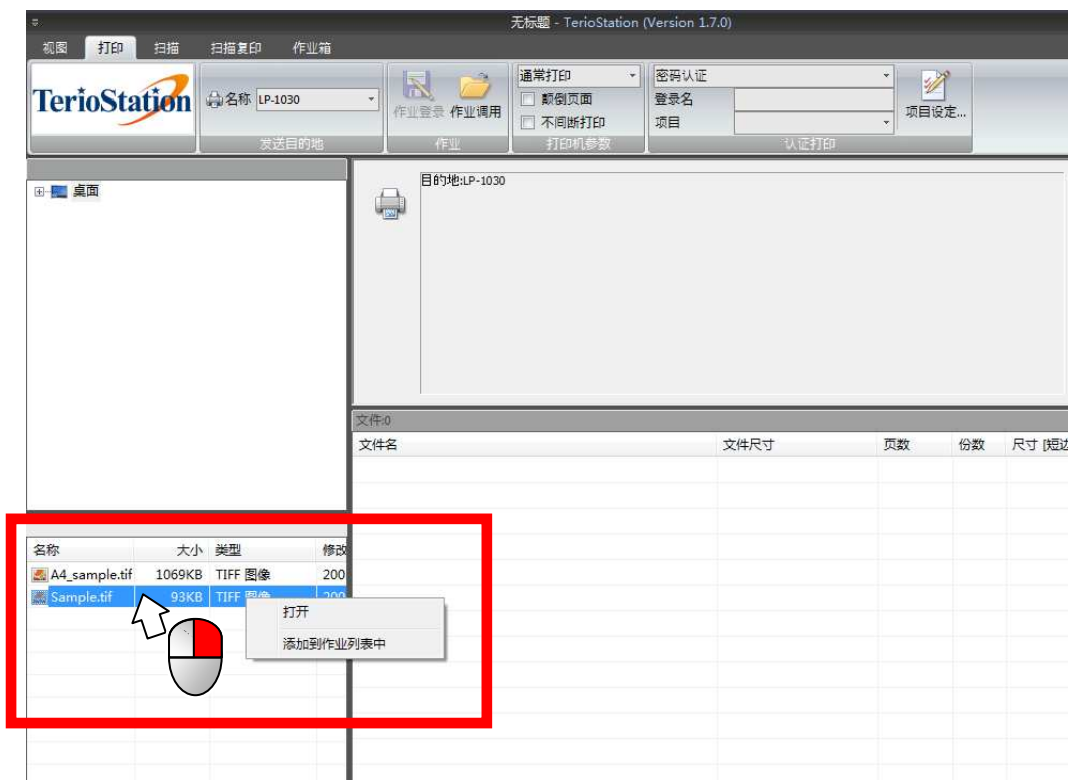 无标题 - TerioStation (Version 1.7.0)
视图 打印 扫描 扫描复印 作业箱
TerioStation
名称 LP-1030
作业登录 作业调用
通常打印
颠倒页面
不间断打印
密码认证
登录名
项目
项目设定...
发送目的地 作业 打印机参数 认证打印
桌面
目的地:LP-1030
文件:0
文件名 文件尺寸 页数 份数 尺寸 [短边
名称 大小 类型 修改
A4_sample.tif 1069KB TIFF 图像 200
Sample.tif 93KB TIFF 图像 200
打开
添加到作业列表中